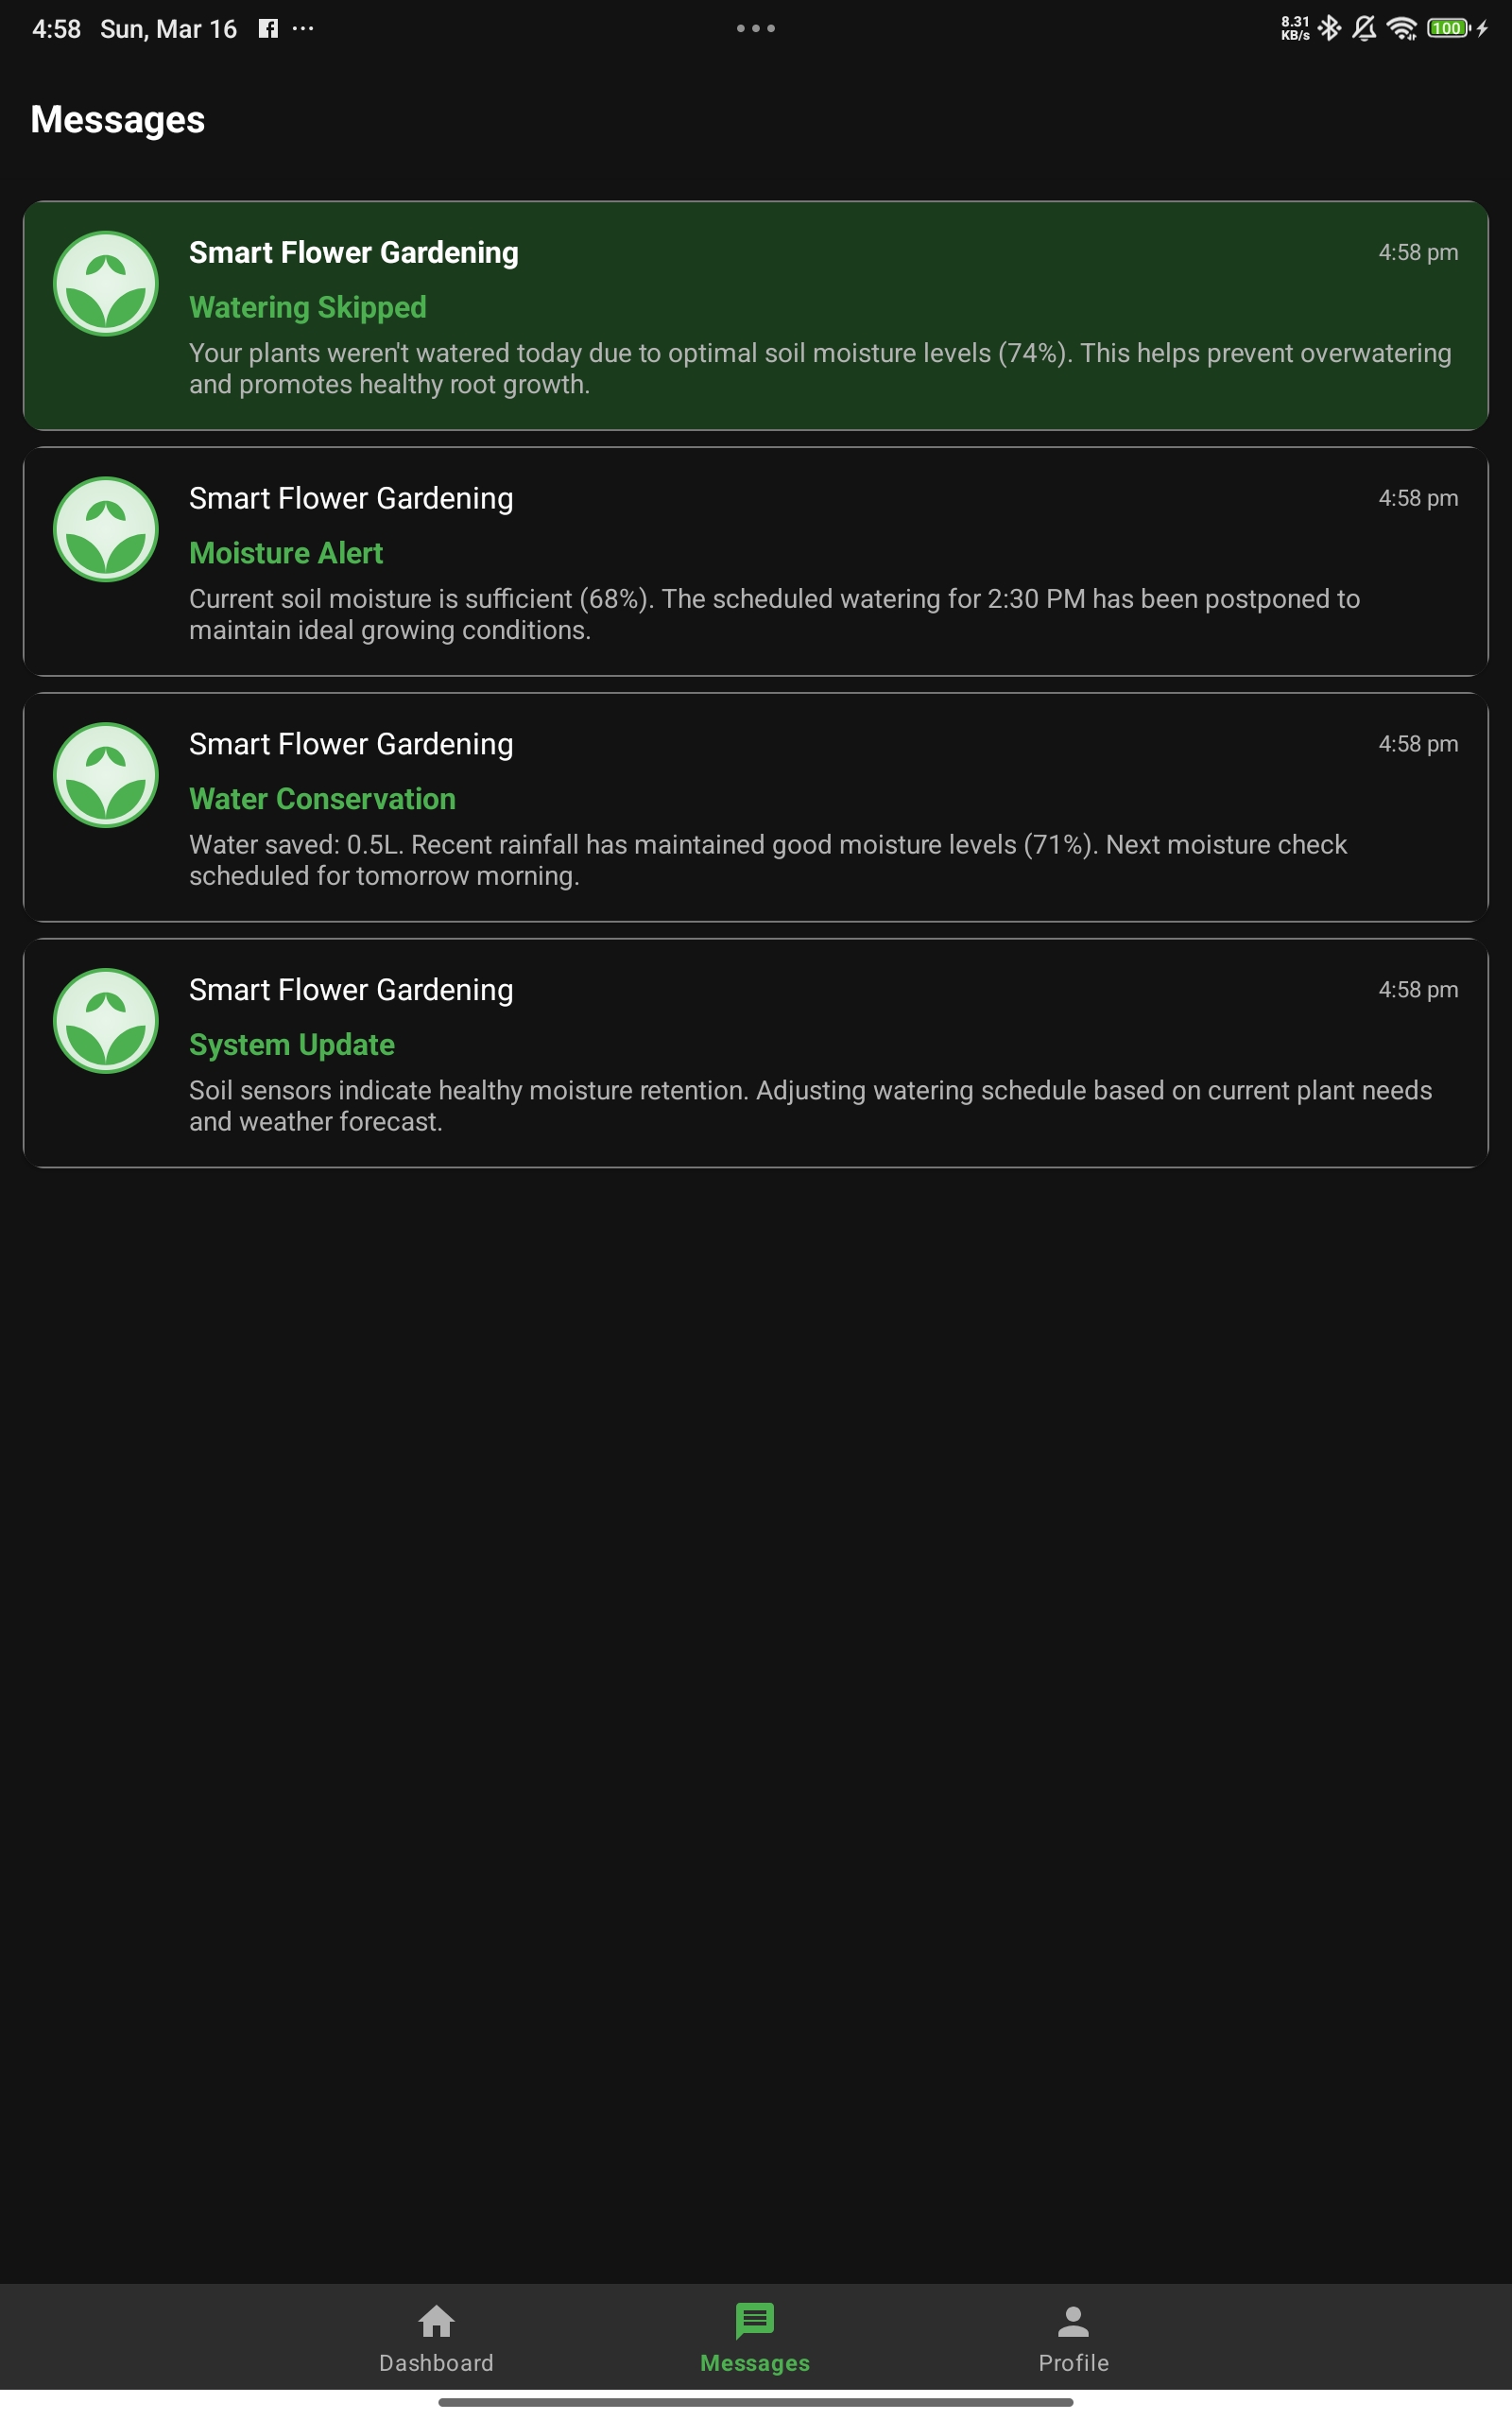 4:58 Sun, Mar 16
8.31
KB/s
100
Messages
Smart Flower Gardening
4:58 pm
Watering Skipped
Your plants weren't watered today due to optimal soil moisture levels (74%). This helps prevent overwatering
and promotes healthy root growth.
Smart Flower Gardening
4:58 pm
Moisture Alert
Current soil moisture is sufficient (68%). The scheduled watering for 2:30 PM has been postponed to
maintain ideal growing conditions.
Smart Flower Gardening
4:58 pm
Water Conservation
Water saved: 0.5L. Recent rainfall has maintained good moisture levels (71%). Next moisture check
scheduled for tomorrow morning.
Smart Flower Gardening
4:58 pm
System Update
Soil sensors indicate healthy moisture retention. Adjusting watering schedule based on current plant needs
and weather forecast.
Dashboard
Messages
Profile